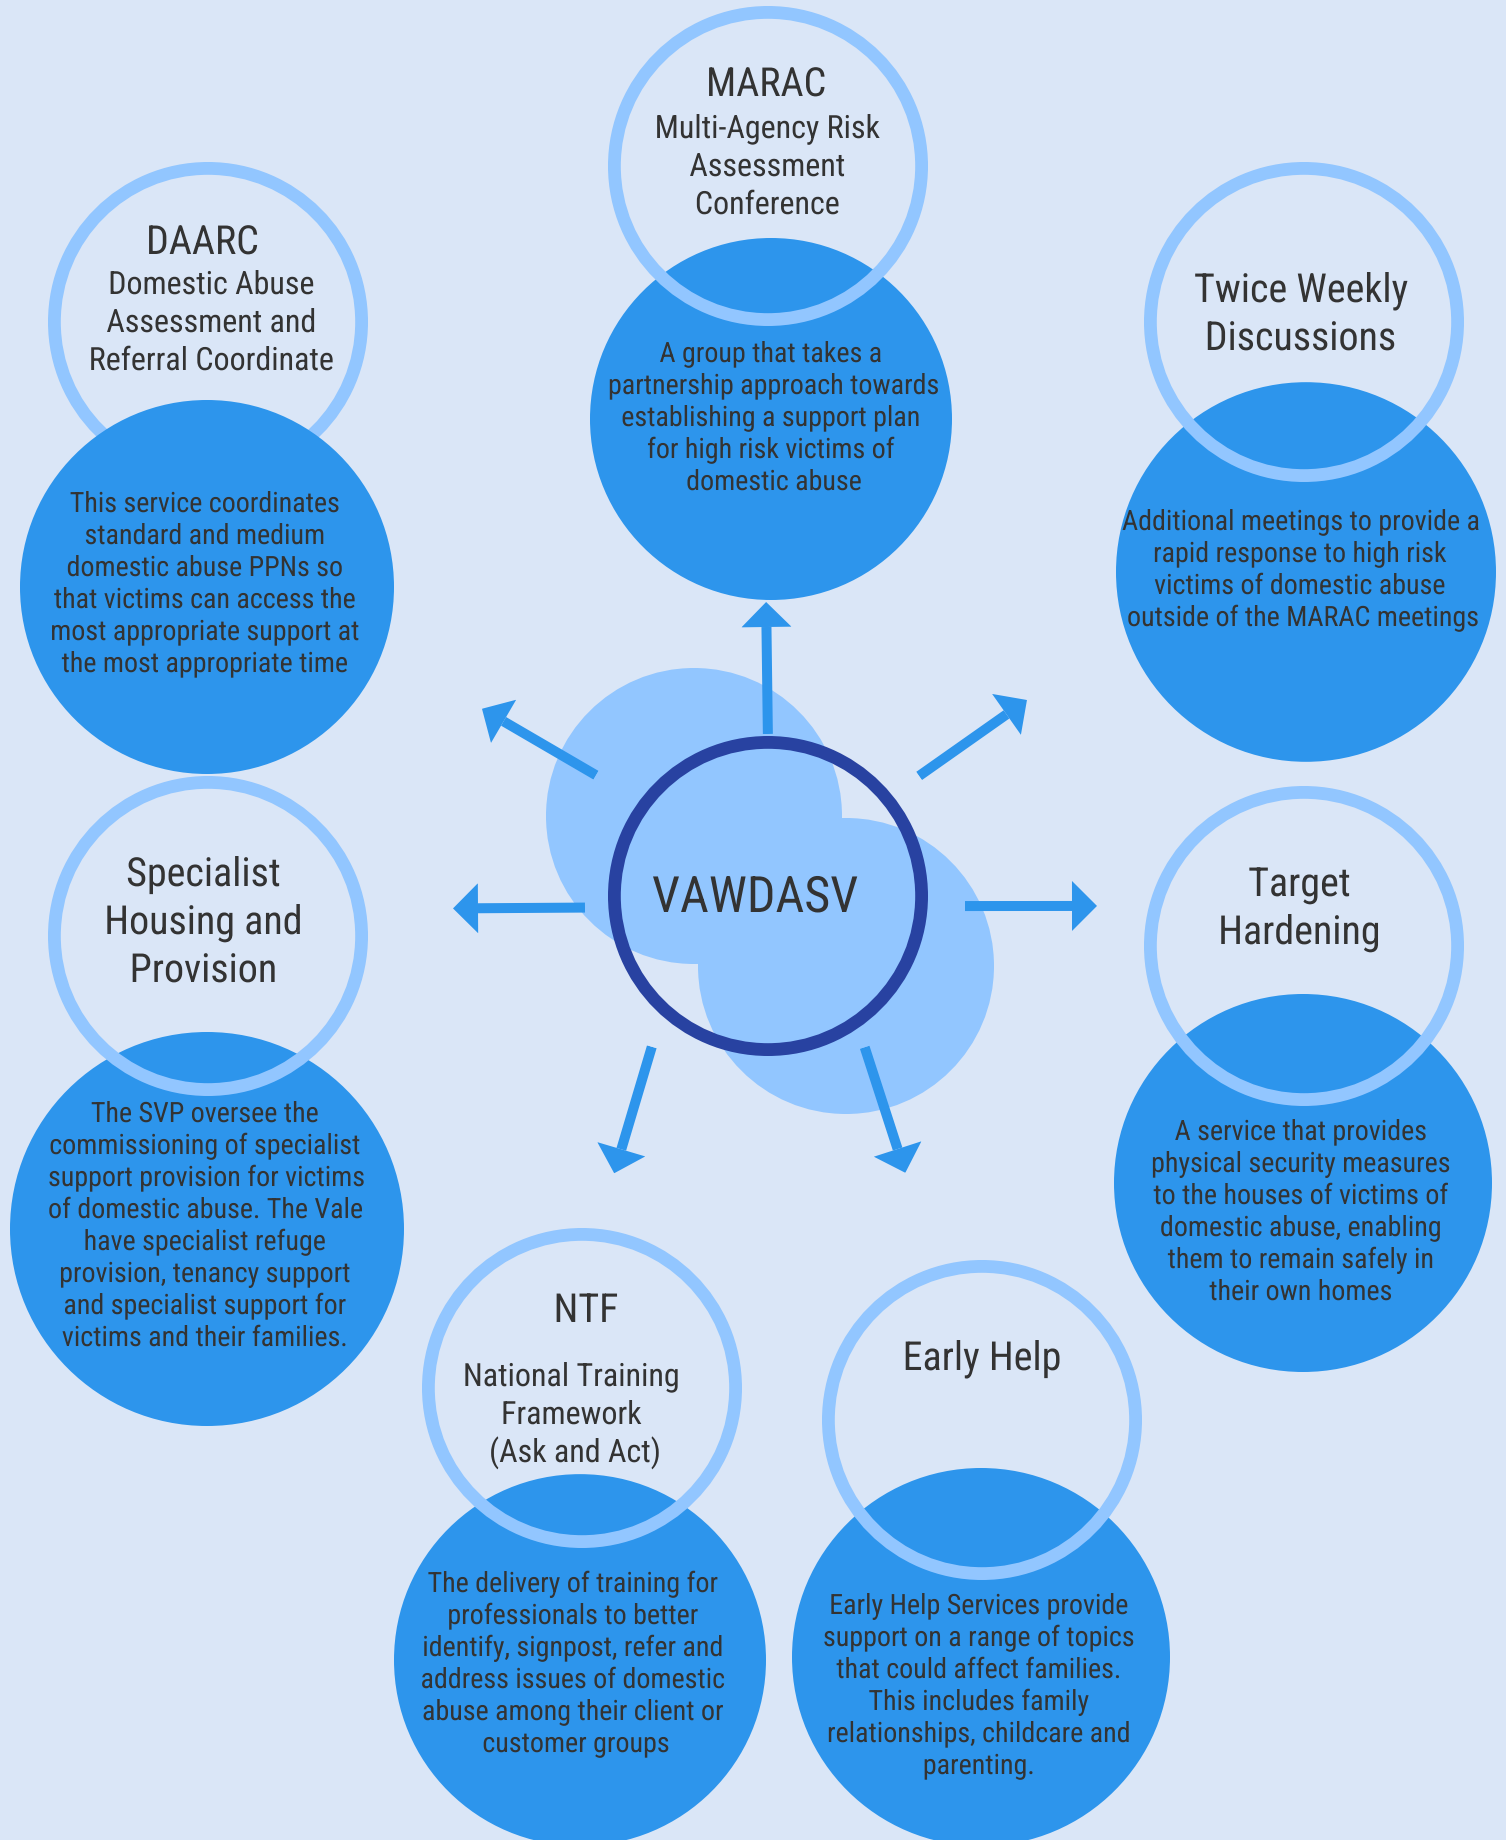 MARAC
Multi-Agency Risk
Assessment
Conference
A group that takes a
partnership approach towards
establishing a support plan
for high risk victims of
domestic abuse
DAARC
Domestic Abuse
Assessment and
Referral Coordinate
This service coordinates
standard and medium
domestic abuse PPNs so
that victims can access the
most appropriate support at
the most appropriate time
Twice Weekly
Discussions
Additional meetings to provide a
rapid response to high risk
victims of domestic abuse
outside of the MARAC meetings
VAWDASV
Specialist
Housing and
Provision
The SVP oversee the
commissioning of specialist
support provision for victims
of domestic abuse. The Vale
have specialist refuge
provision, tenancy support
and specialist support for
victims and their families.
Target
Hardening
A service that provides
physical security measures
to the houses of victims of
domestic abuse, enabling
them to remain safely in
their own homes
NTF
National Training
Framework
(Ask and Act)
The delivery of training for
professionals to better
identify, signpost, refer and
address issues of domestic
abuse among their client or
customer groups
Early Help
Early Help Services provide
support on a range of topics
that could affect families.
This includes family
relationships, childcare and
parenting.